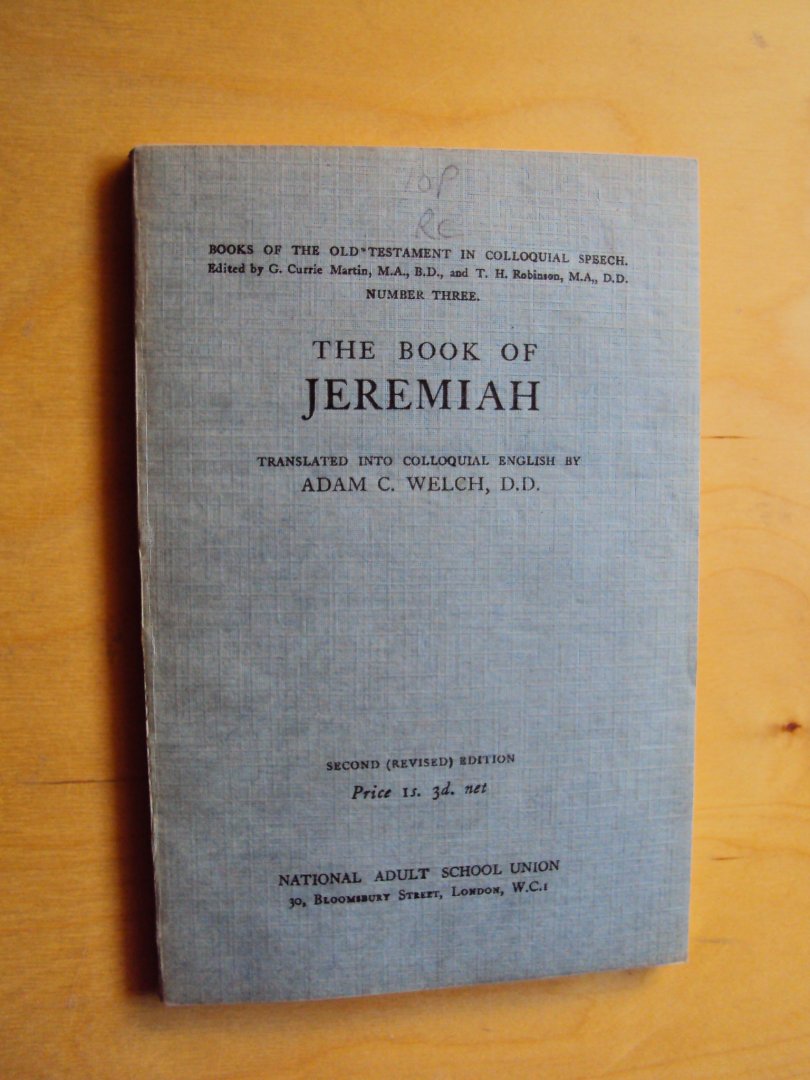 10P
RC
BOOKS OF THE OLD TESTAMENT IN COLLOQUIAL SPEECH.
Edited by G. Currie Martin, M.A., B.D., and T. H. Robinson, M.A., D.D.
NUMBER THREE.
THE BOOK OF
JEREMIAH
TRANSLATED INTO COLLOQUIAL ENGLISH BY
ADAM C. WELCH, D.D.
SECOND (REVISED) EDITION
Price 1s. 3d. net
NATIONAL ADULT SCHOOL UNION
30, BLOOMSBURY STREET, LONDON, W.C.1